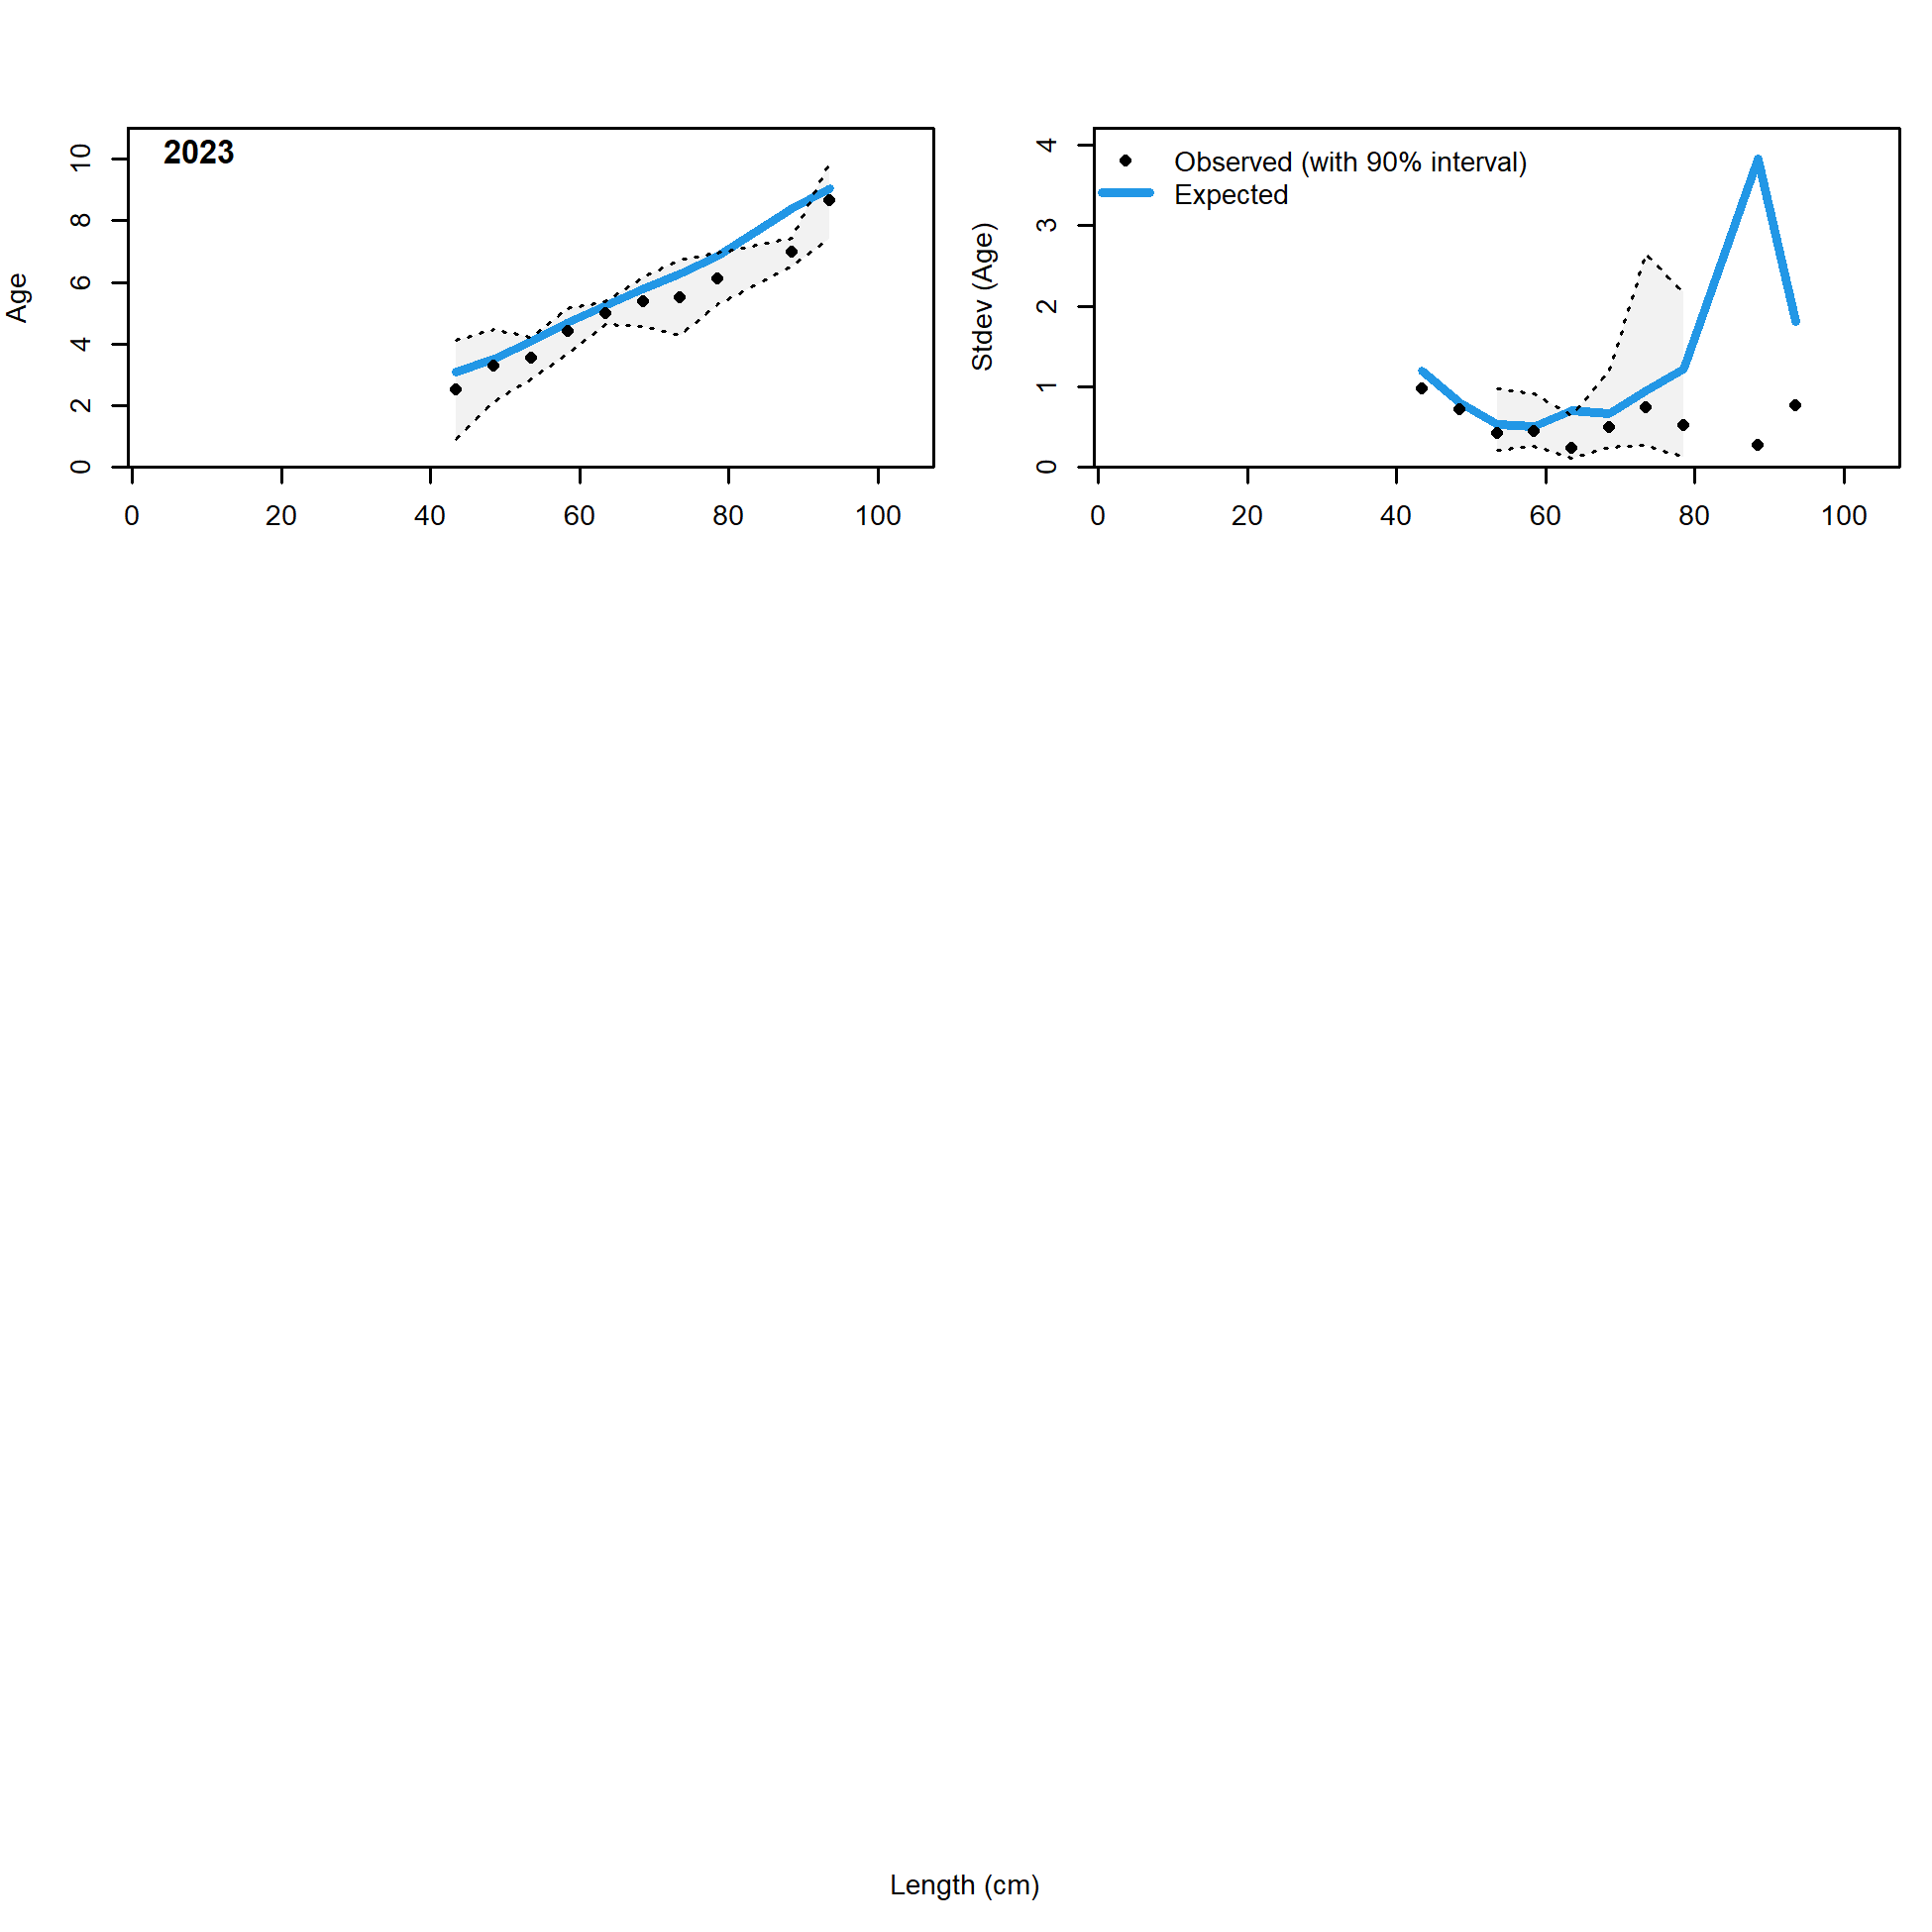 2023
Age
0 2 4 6 8 10
0 20 40 60 80 100
Observed (with 90% interval)
Expected
Stdev (Age)
0 1 2 3 4
0 20 40 60 80 100
Length (cm)